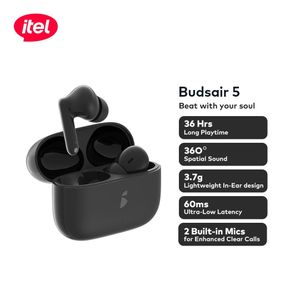 itel
Budsair 5
Beat with your soul
36 Hrs
Long Playtime
360°
Spatial Sound
3.7g
Lightweight In-Ear design
60ms
Ultra-Low Latency
2 Built-in Mics
for Enhanced Clear Calls